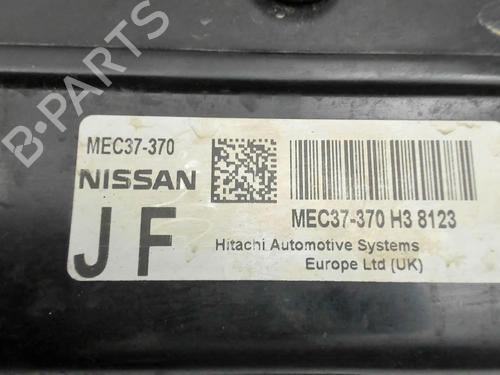 B-PARTS
MEC37-370
NISSAN
JF
MEC37-370 H3 8123
Hitachi Automotive Systems
Europe Ltd (UK)